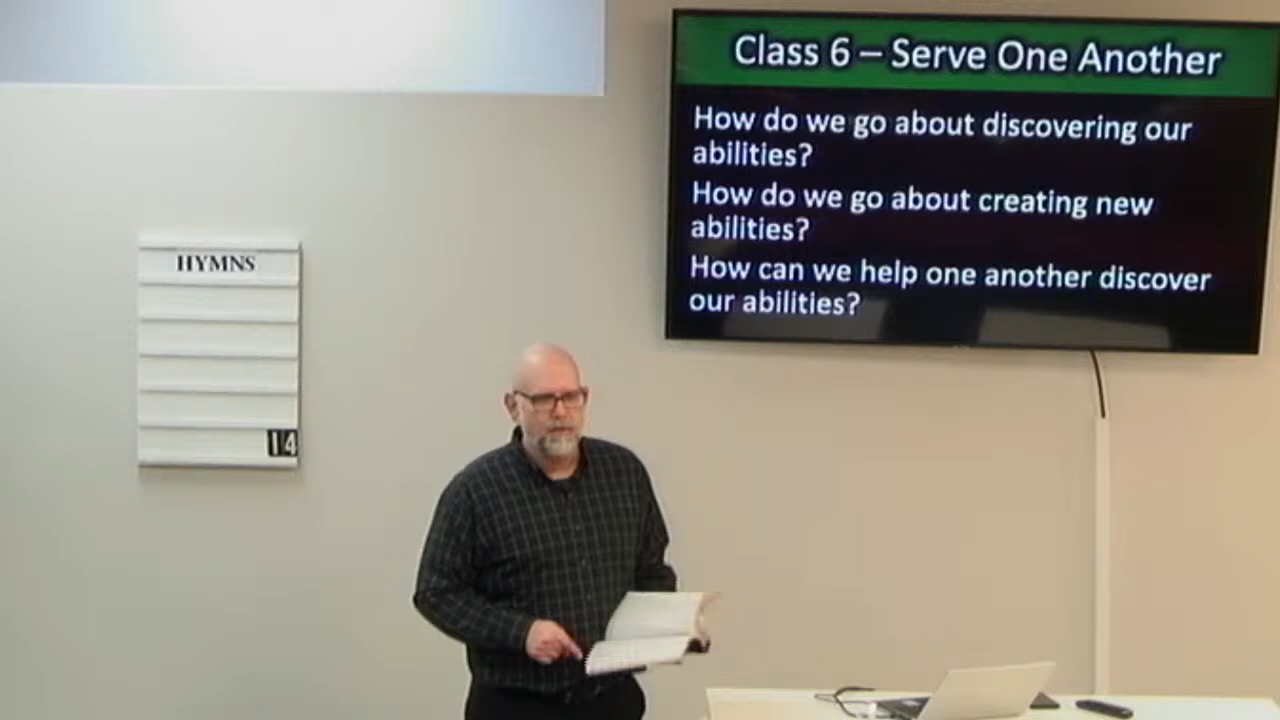 Class 6 – Serve One Another
How do we go about discovering our
abilities?
How do we go about creating new
abilities?
How can we help one another discover
our abilities?
HYMNS
14